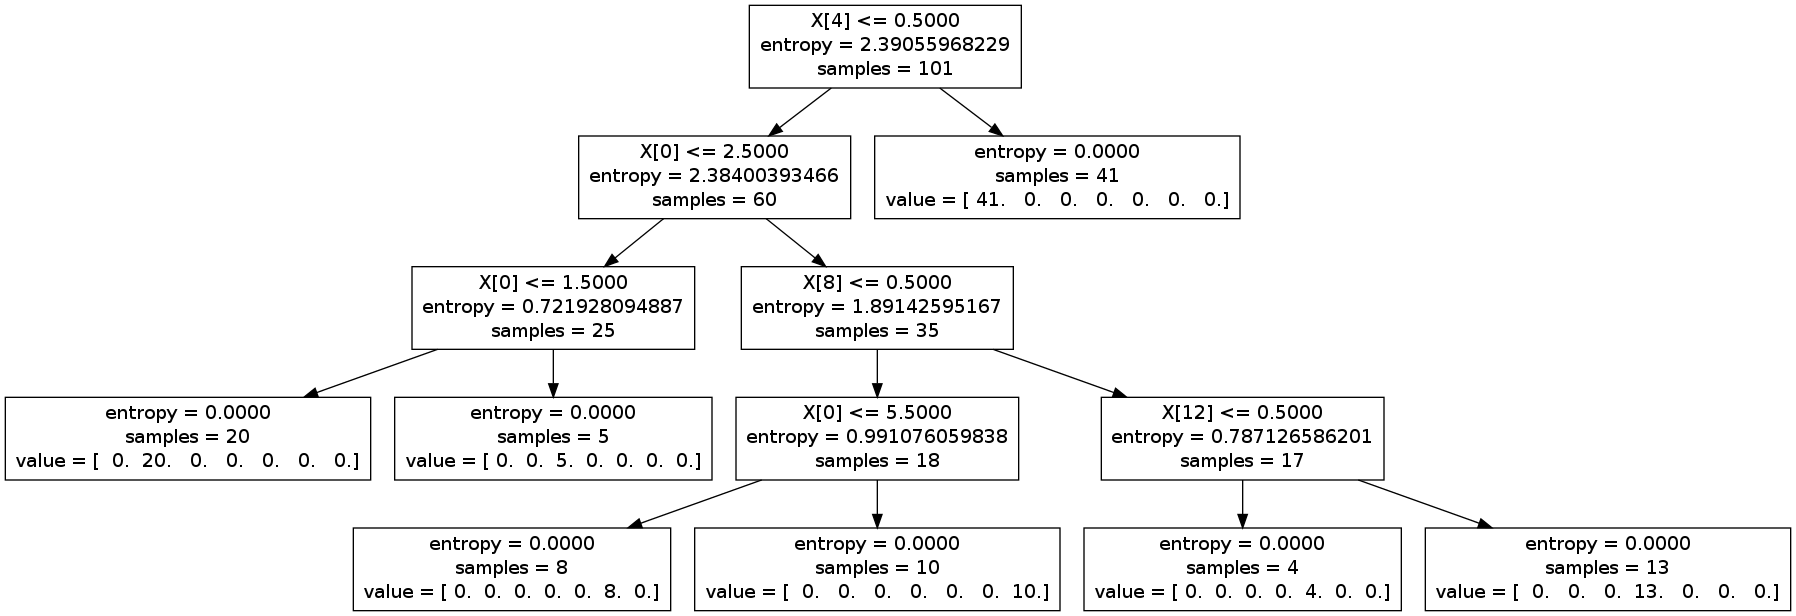 X[4] <= 0.5000
entropy = 2.39055968229
samples = 101
X[0] <= 2.5000
entropy = 2.38400393466
samples = 60
entropy = 0.0000
samples = 41
value = [ 41.   0.   0.   0.   0.   0.   0.]
X[0] <= 1.5000
entropy = 0.721928094887
samples = 25
X[8] <= 0.5000
entropy = 1.89142595167
samples = 35
entropy = 0.0000
samples = 20
value = [  0.  20.   0.   0.   0.   0.   0.]
entropy = 0.0000
samples = 5
value = [ 0.  0.  5.  0.  0.  0.  0.]
X[0] <= 5.5000
entropy = 0.991076059838
samples = 18
X[12] <= 0.5000
entropy = 0.787126586201
samples = 17
entropy = 0.0000
samples = 8
value = [ 0.  0.  0.  0.  0.  8.  0.]
entropy = 0.0000
samples = 10
value = [  0.   0.   0.   0.   0.   0.  10.]
entropy = 0.0000
samples = 4
value = [ 0.  0.  0.  0.  4.  0.  0.]
entropy = 0.0000
samples = 13
value = [  0.   0.   0.  13.   0.   0.   0.]